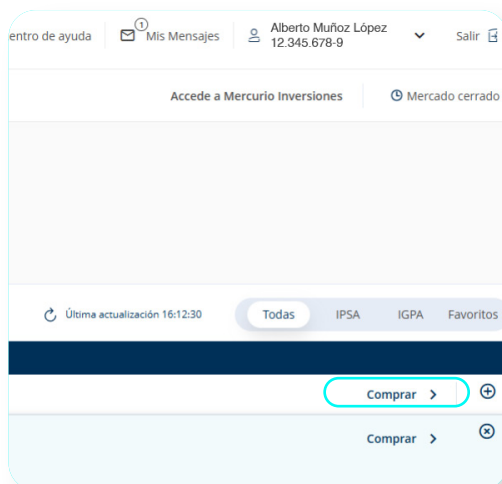 entro de ayuda
1
Mis Mensajes
Alberto Muñoz López
12.345.678-9
Salir
Accede a Mercurio Inversiones
Mercado cerrado
Última actualización 16:12:30
Todas
IPSA
IGPA
Favoritos
Comprar
Comprar